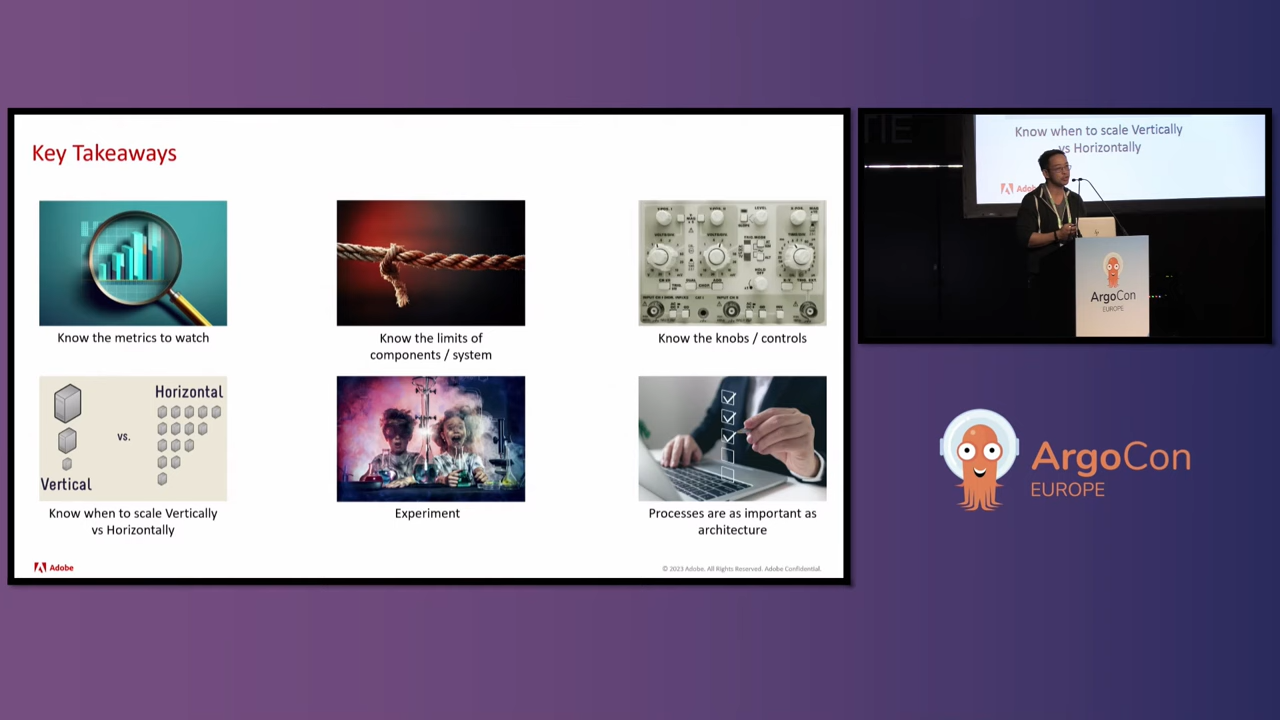 Key Takeaways
Know the metrics to watch
Know the limits of
components / system
Know the knobs / controls
Horizontal
vs.
Vertical
Know when to scale Vertically
vs Horizontally
Experiment
Processes are as important as
architecture
Adobe
© 2023 Adobe. All Rights Reserved. Adobe Confidential.
Know when to scale Vertically
vs Horizontally
Adobe
ArgoCon
EUROPE
ArgoCon
EUROPE